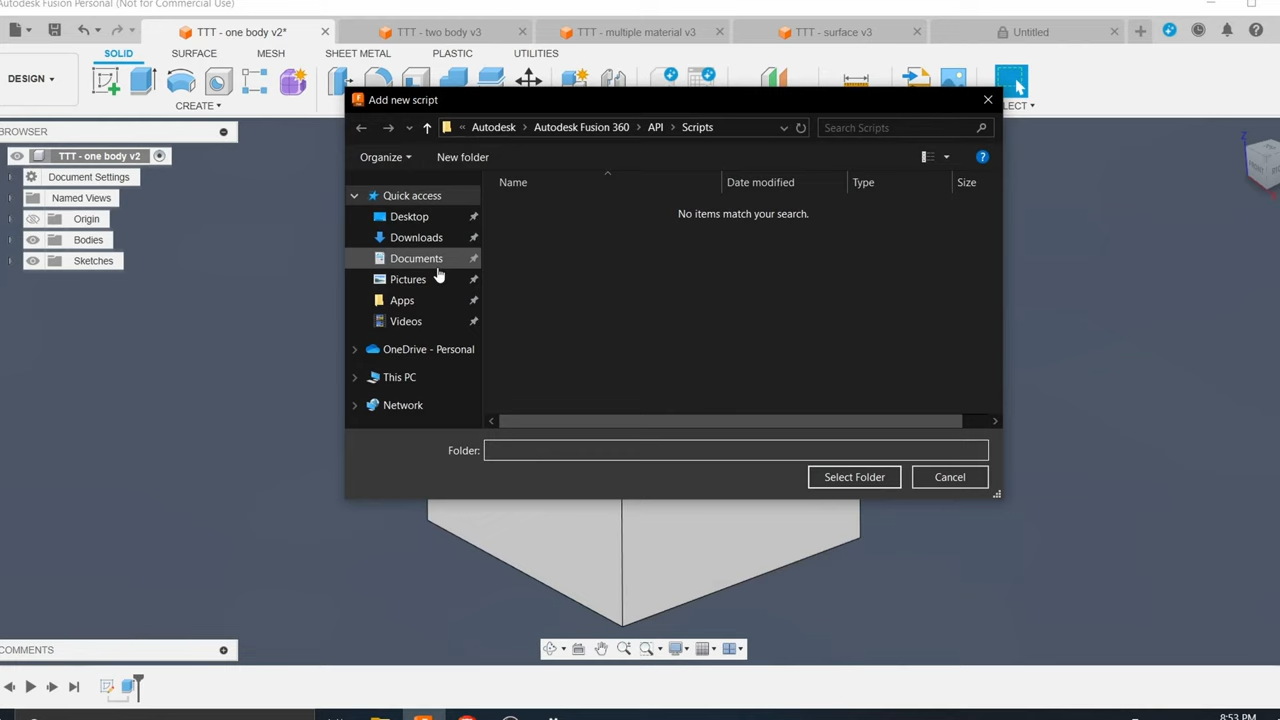 Autodesk Fusion Personal (Not for Commercial Use)
TTT - one body v2*
TTT - two body v3
TTT - multiple material v3
TTT - surface v3
Untitled
SOLID
SURFACE
MESH
SHEET METAL
PLASTIC
UTILITIES
DESIGN
CREATE
LECT
Add new script
« Autodesk > Autodesk Fusion 360 > API > Scripts
Search Scripts
Organize
New folder
BROWSER
TTT - one body v2
Document Settings
Named Views
Origin
Bodies
Sketches
Quick access
Desktop
Downloads
Documents
Pictures
Apps
Videos
OneDrive - Personal
This PC
Network
Name
Date modified
Type
Size
No items match your search.
Folder:
Select Folder
Cancel
Z
COMMENTS
8:53 PM